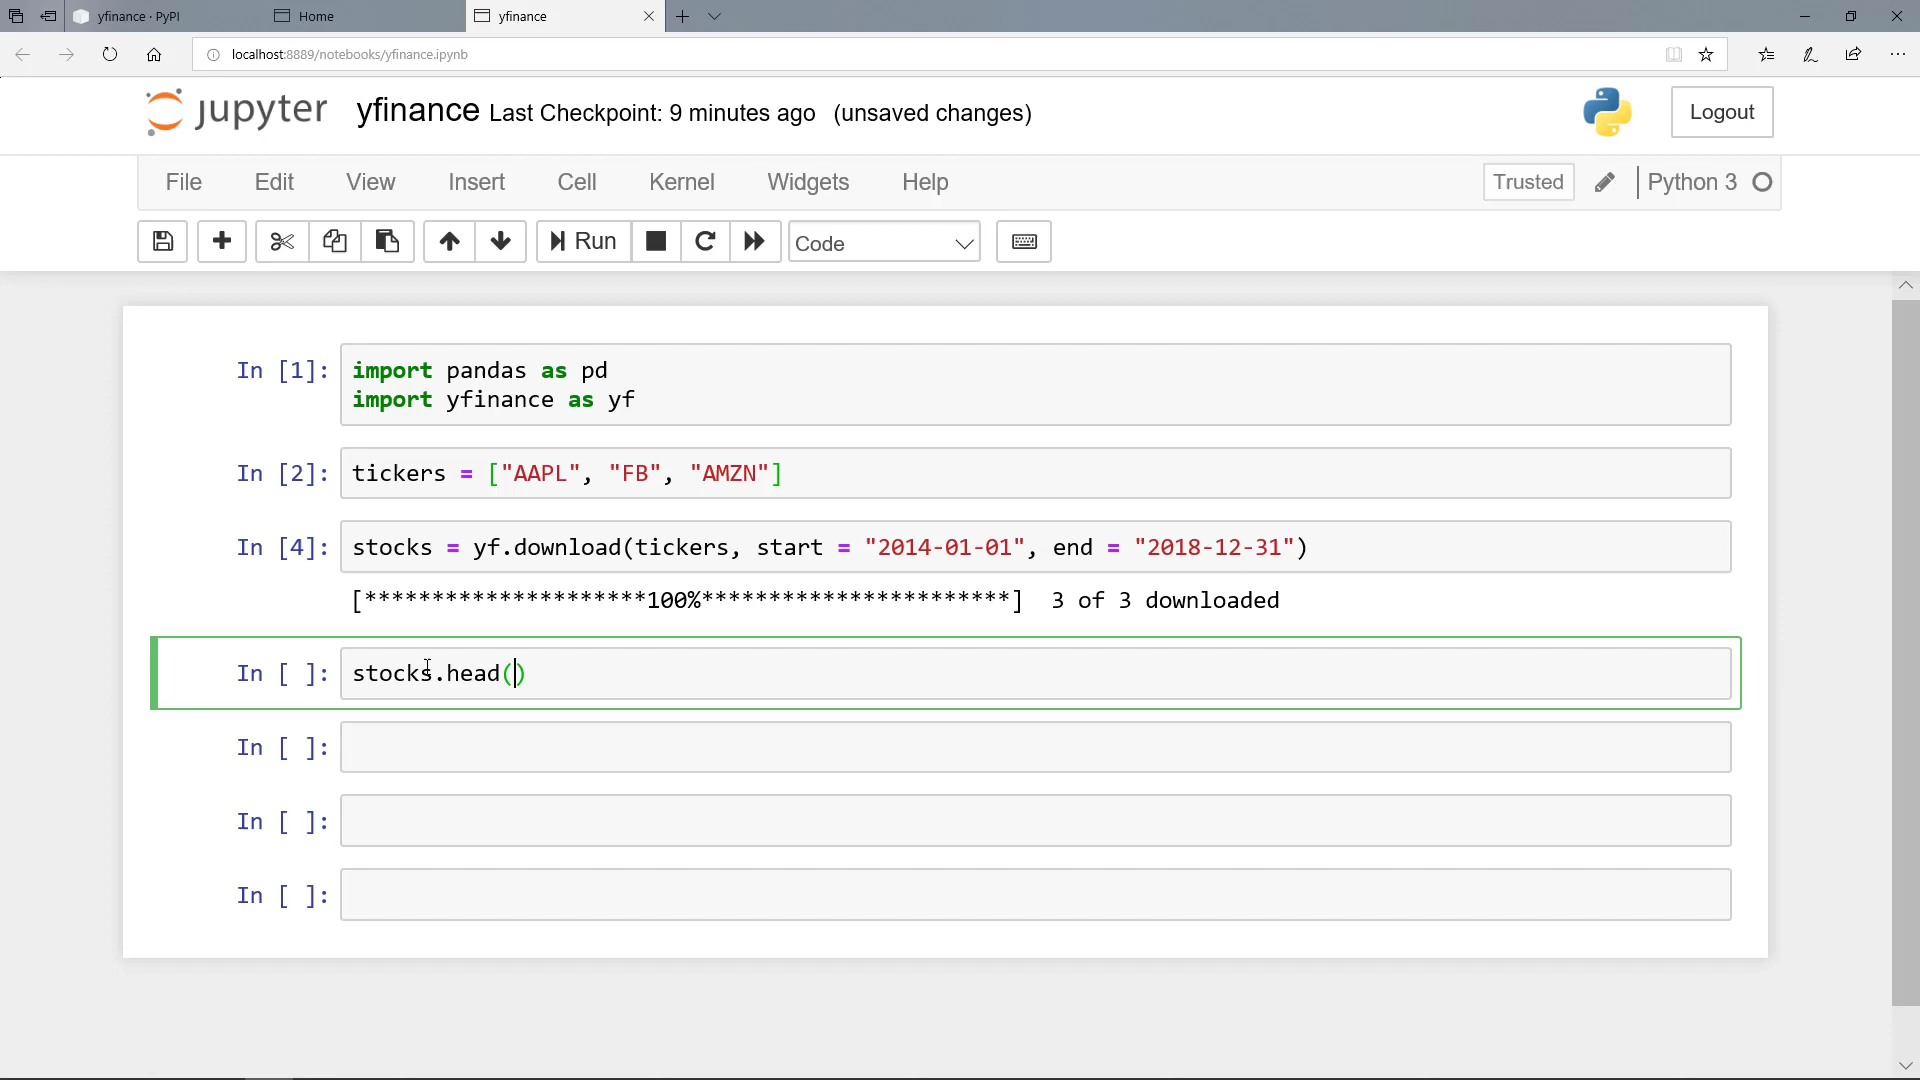 yfinance · PyPI
Home
yfinance
localhost:8889/notebooks/yfinance.ipynb
jupyter yfinance Last Checkpoint: 9 minutes ago (unsaved changes)
Logout
File Edit View Insert Cell Kernel Widgets Help
Trusted
Python 3
Run
Code
In [1]: import pandas as pd
import yfinance as yf
In [2]: tickers = ["AAPL", "FB", "AMZN"]
In [4]: stocks = yf.download(tickers, start = "2014-01-01", end = "2018-12-31")
[*********************100%***********************] 3 of 3 downloaded
In [ ]: stocks.head()
In [ ]:
In [ ]:
In [ ]: